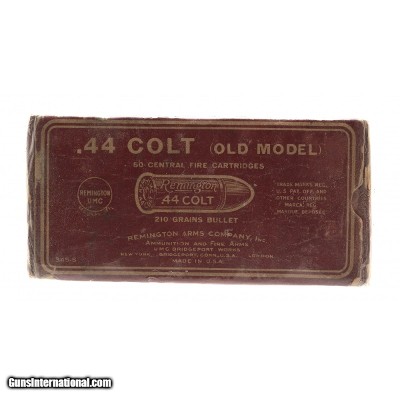 .44 COLT (OLD MODEL)
50 CENTRAL FIRE CARTRIDGES
REMINGTON
UMC
Remington
.44 COLT
TRADE MARKS REG.
U.S. PAT. OFF. AND
OTHER COUNTRIES
MARCA REG.
210 GRAINS BULLET
REMINGTON ARMS COMPANY, INC.
AMMUNITION AND FIRE ARMS
UMC BRIDGEPORT WORKS
NEW YORK BRIDGEPORT, CONN., U.S.A. LONDON
MADE IN U.S.A.
GunsInternational.com